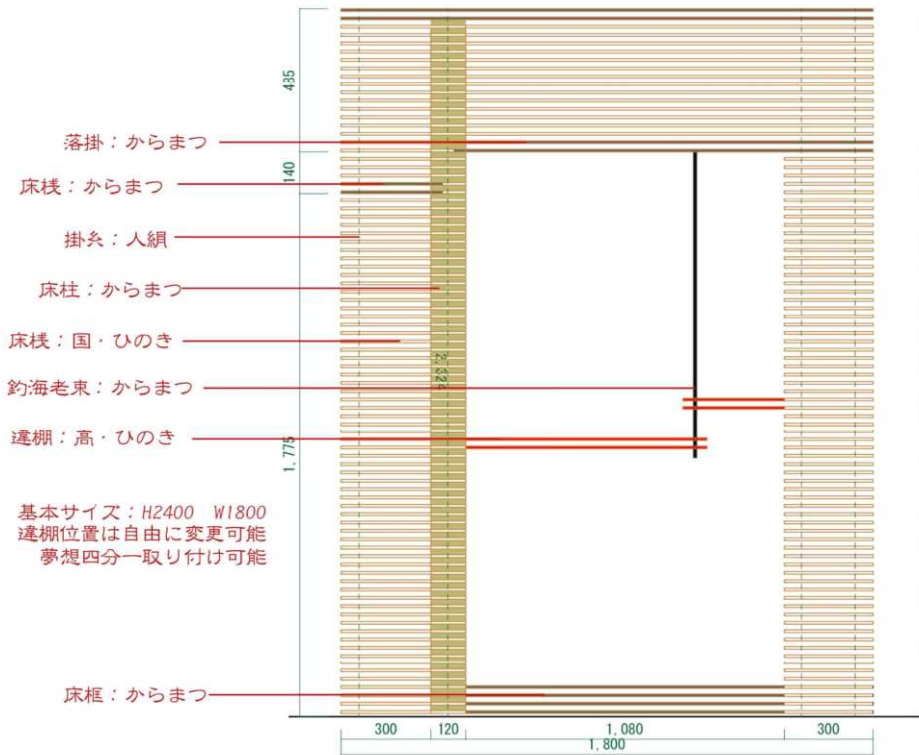 485
落掛：からまつ
140
床桟：からまつ
掛糸：人絹
床柱：からまつ
床桟：国・ひのき
2,324
釣海老束：からまつ
違棚：高・ひのき
1,775
基本サイズ：H2400 W1800
違棚位置は自由に変更可能
夢想四分一取り付け可能
床框：からまつ
300 120 1,080 300
1,800